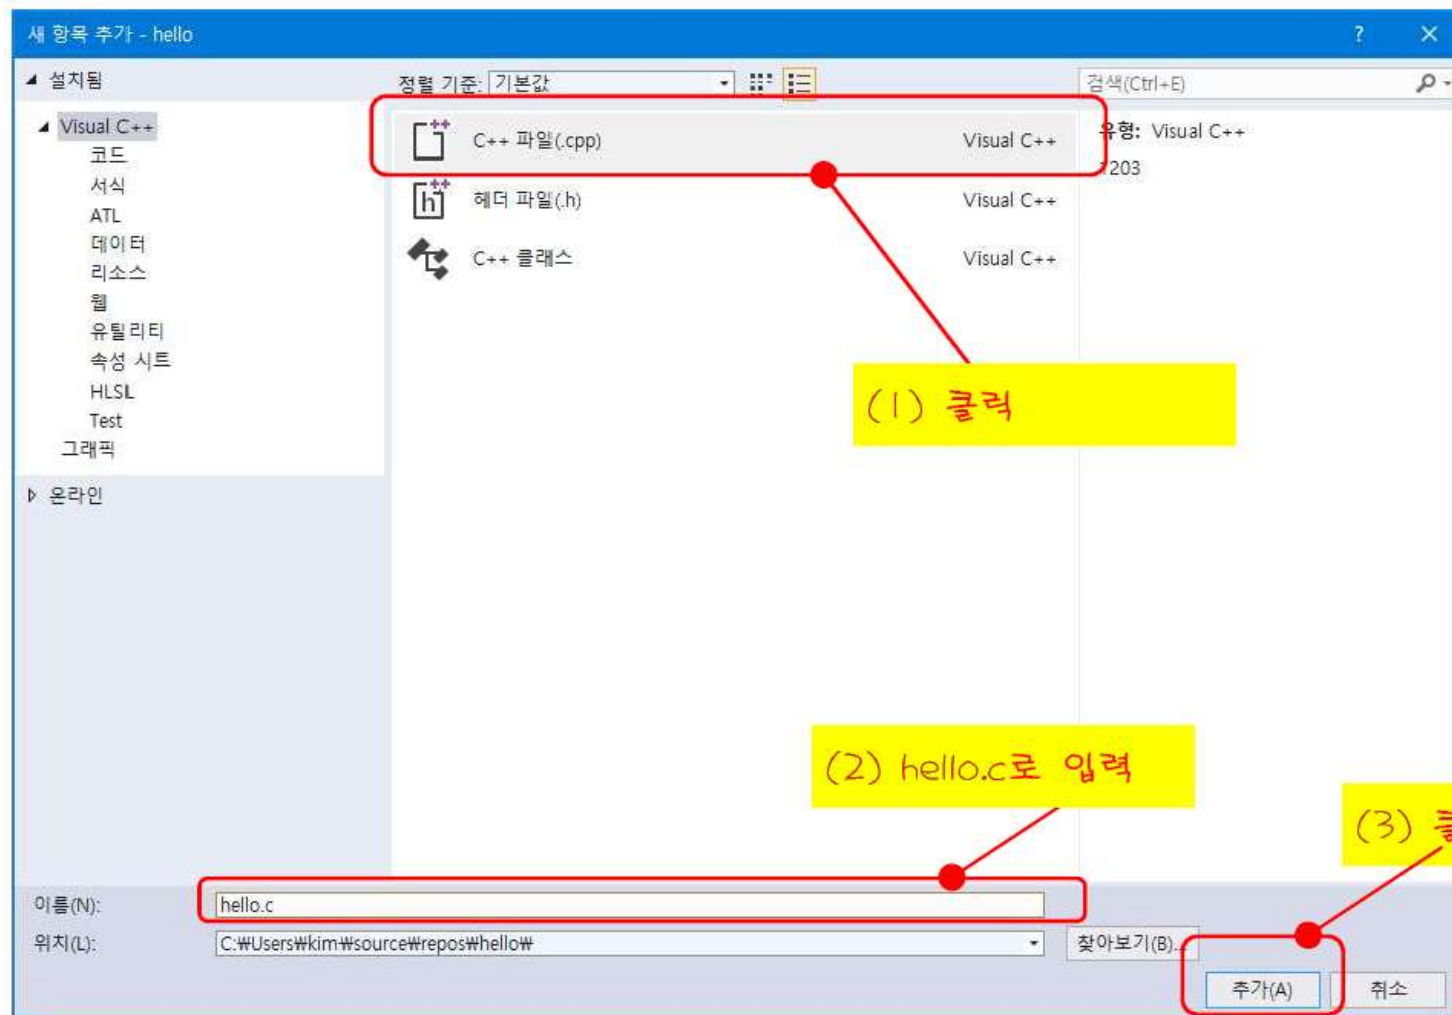 새 항목 추가 - hello
? ×
설치됨
정렬 기준: 기본값
검색(Ctrl+E)
Visual C++
코드
서식
ATL
데이터
리소스
웹
유틸리티
속성 시트
HLSL
Test
그래픽
온라인
C++ 파일(.cpp) Visual C++
헤더 파일(.h) Visual C++
C++ 클래스 Visual C++
유형: Visual C++
1203
(1) 클릭
(2) hello.c로 입력
(3)
이름(N): hello.c
위치(L): C:₩Users₩kim₩source₩repos₩hello₩
찾아보기(B)...
추가(A) 취소